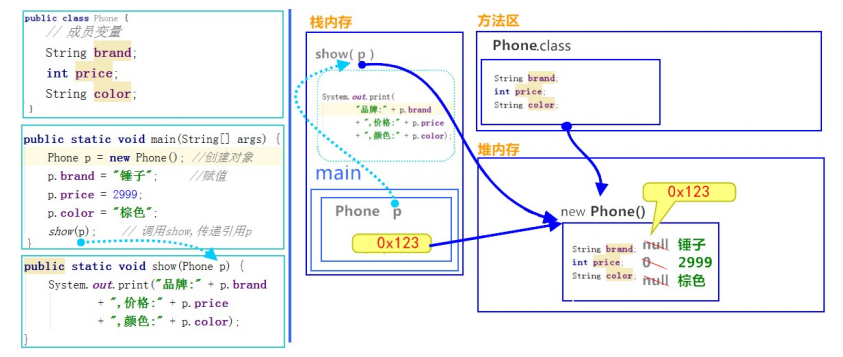 public class Phone {
// 成员变量
String brand;
int price;
String color;
}
public static void main(String[] args) {
Phone p = new Phone(); //创建对象
p.brand = "锤子"; //赋值
p.price = 2999;
p.color = "棕色";
show(p); // 调用show,传递引用p
}
public static void show(Phone p) {
System.out.print("品牌:" + p.brand
+ ",价格:" + p.price
+ ",颜色:" + p.color);
}
栈内存
show( p )
System.out.print(
"品牌:" + p.brand
+ ",价格:" + p.price
+ ",颜色:" + p.color);
main
Phone p
0x123
方法区
Phone.class
String brand;
int price;
String color;
堆内存
0x123
new Phone()
String brand; null 锤子
int price; 0 2999
String color; null 棕色